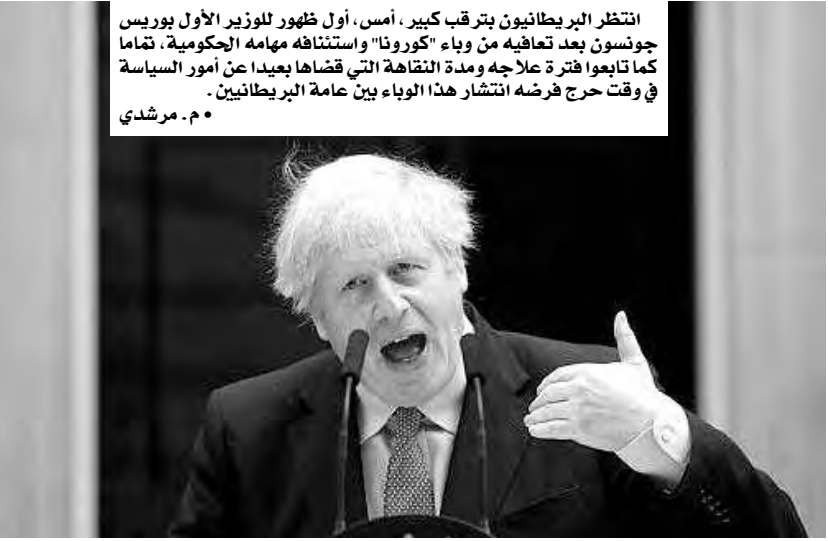 انتظر البريطانيون بترقب كبير، أمس، أول ظهور للوزير الأول بوريس
جونسون بعد تعافيه من وباء "كورونا" واستئنافه مهامه الحكومية، تماما
كما تابعوا فترة علاجه ومدة النقاهة التي قضاها بعيدا عن أمور السياسة
في وقت حرج فرضه انتشار هذا الوباء بين عامة البريطانيين.
• م. مرشدي